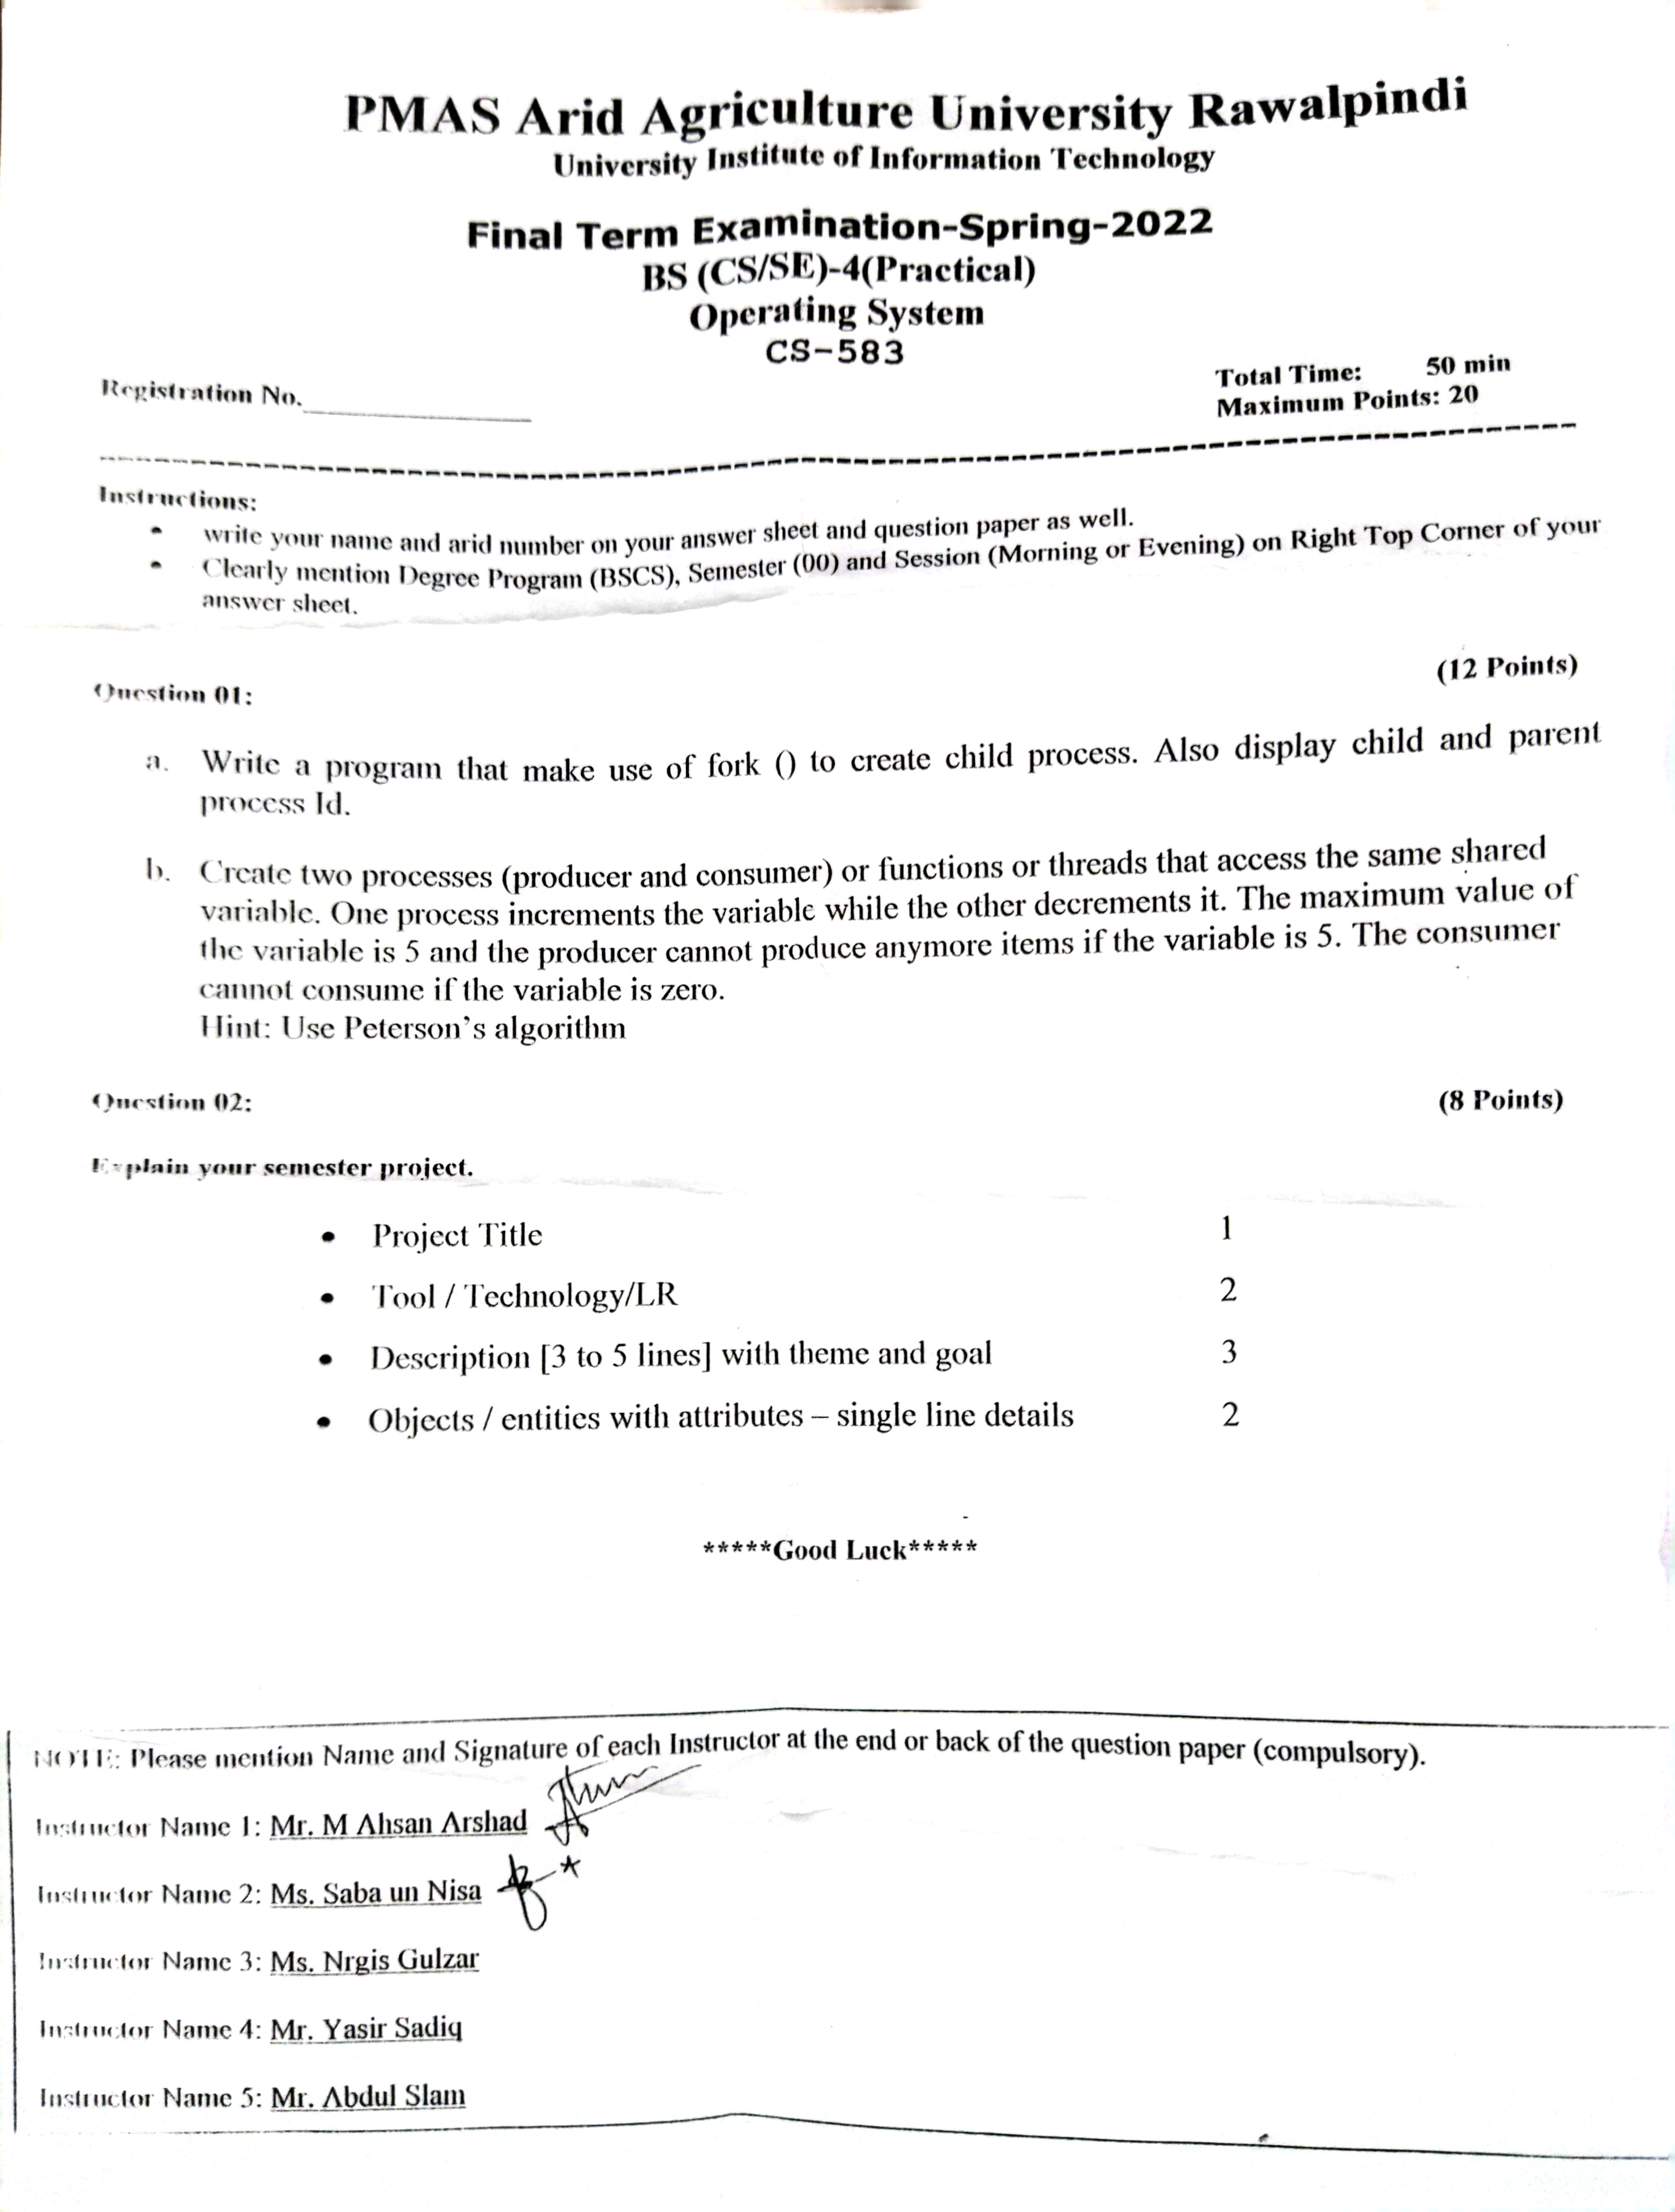 PMAS Arid Agriculture University Rawalpindi
University Institute of Information Technology
Final Term Examination-Spring-2022
BS (CS/SE)-4(Practical)
Operating System
CS-583
Registration No.
Total Time: 50 min
Maximum Points: 20
Instructions:
• write your name and arid number on your answer sheet and question paper as well.
• Clearly mention Degree Program (BSCS), Semester (00) and Session (Morning or Evening) on Right Top Corner of your
answer sheet.
Question 01: (12 Points)
a. Write a program that make use of fork () to create child process. Also display child and parent
process Id.
b. Create two processes (producer and consumer) or functions or threads that access the same shared
variable. One process increments the variable while the other decrements it. The maximum value of
the variable is 5 and the producer cannot produce anymore items if the variable is 5. The consumer
cannot consume if the variable is zero.
Hint: Use Peterson's algorithm
Question 02: (8 Points)
Explain your semester project.
• Project Title 1
• Tool / Technology/LR 2
• Description [3 to 5 lines] with theme and goal 3
• Objects / entities with attributes – single line details 2
*****Good Luck*****
NOTE: Please mention Name and Signature of each Instructor at the end or back of the question paper (compulsory).
Instructor Name 1: Mr. M Ahsan Arshad
Instructor Name 2: Ms. Saba un Nisa
Instructor Name 3: Ms. Nrgis Gulzar
Instructor Name 4: Mr. Yasir Sadiq
Instructor Name 5: Mr. Abdul Slam